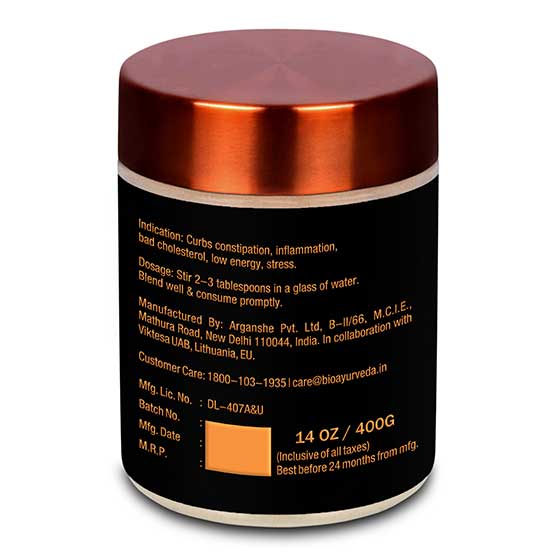 Indication: Curbs constipation, inflammation,
bad cholesterol, low energy, stress.
Dosage: Stir 2–3 tablespoons in a glass of water.
Blend well & consume promptly.
Manufactured By: Arganshe Pvt. Ltd, B–II/66, M.C.I.E.,
Mathura Road, New Delhi 110044, India. In collaboration with
Viktesa UAB, Lithuania, EU.
Customer Care: 1800–103–1935 | care@bioayurveda.in
Mfg. Lic. No. : DL–407A&U
Batch No. :
Mfg. Date :
M.R.P. :
14 OZ / 400G
(Inclusive of all taxes)
Best before 24 months from mfg.